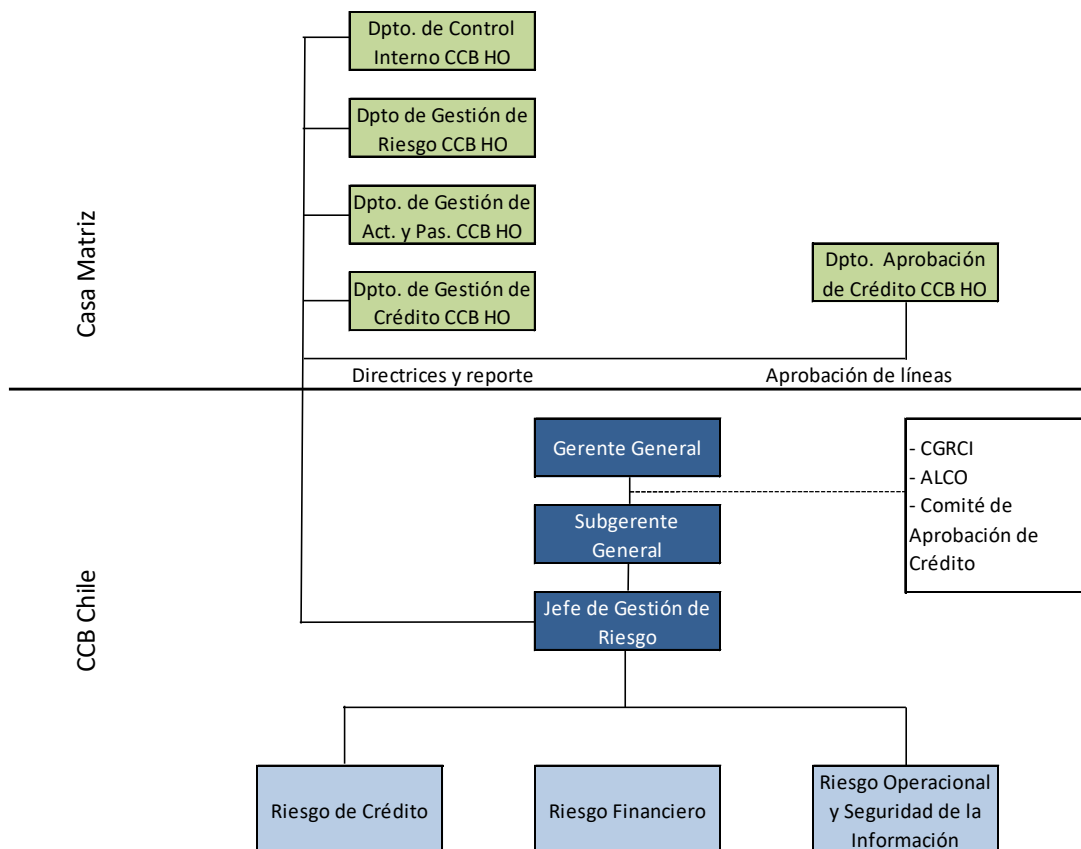 Dpto. de Control
Interno CCB HO
Dpto de Gestión de
Riesgo CCB HO
Dpto. de Gestión de
Act. y Pas. CCB HO
Dpto. de Gestión de
Crédito CCB HO
Dpto. Aprobación
de Crédito CCB HO
Casa Matriz
Directrices y reporte
Aprobación de líneas
CCB Chile
Gerente General
Subgerente
General
Jefe de Gestión de
Riesgo
- CGRCI
- ALCO
- Comité de
Aprobación de
Crédito
Riesgo de Crédito
Riesgo Financiero
Riesgo Operacional
y Seguridad de la
Información